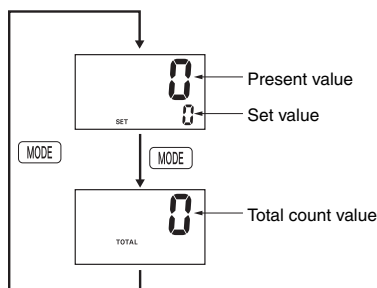 0 Present value
SET 0 Set value
MODE MODE
0 Total count value
TOTAL